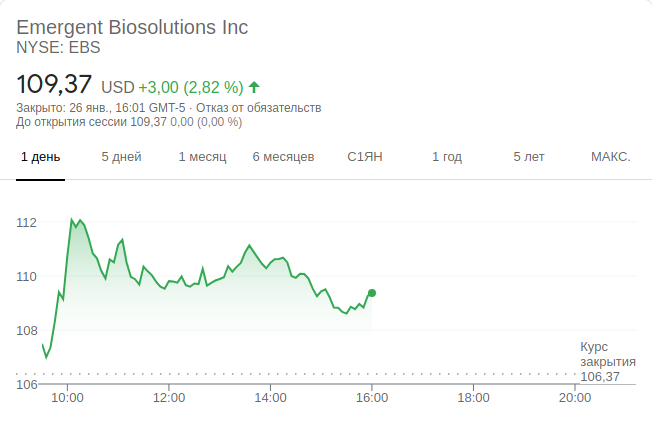 Emergent Biosolutions Inc
NYSE: EBS
109,37 USD +3,00 (2,82 %)
Закрыто: 26 янв., 16:01 GMT-5 · Отказ от обязательств
До открытия сессии 109,37 0,00 (0,00 %)
1 день 5 дней 1 месяц 6 месяцев С1ЯН 1 год 5 лет МАКС.
112
110
108
Курс
закрытия
106,37
106
10:00 12:00 14:00 16:00 18:00 20:00